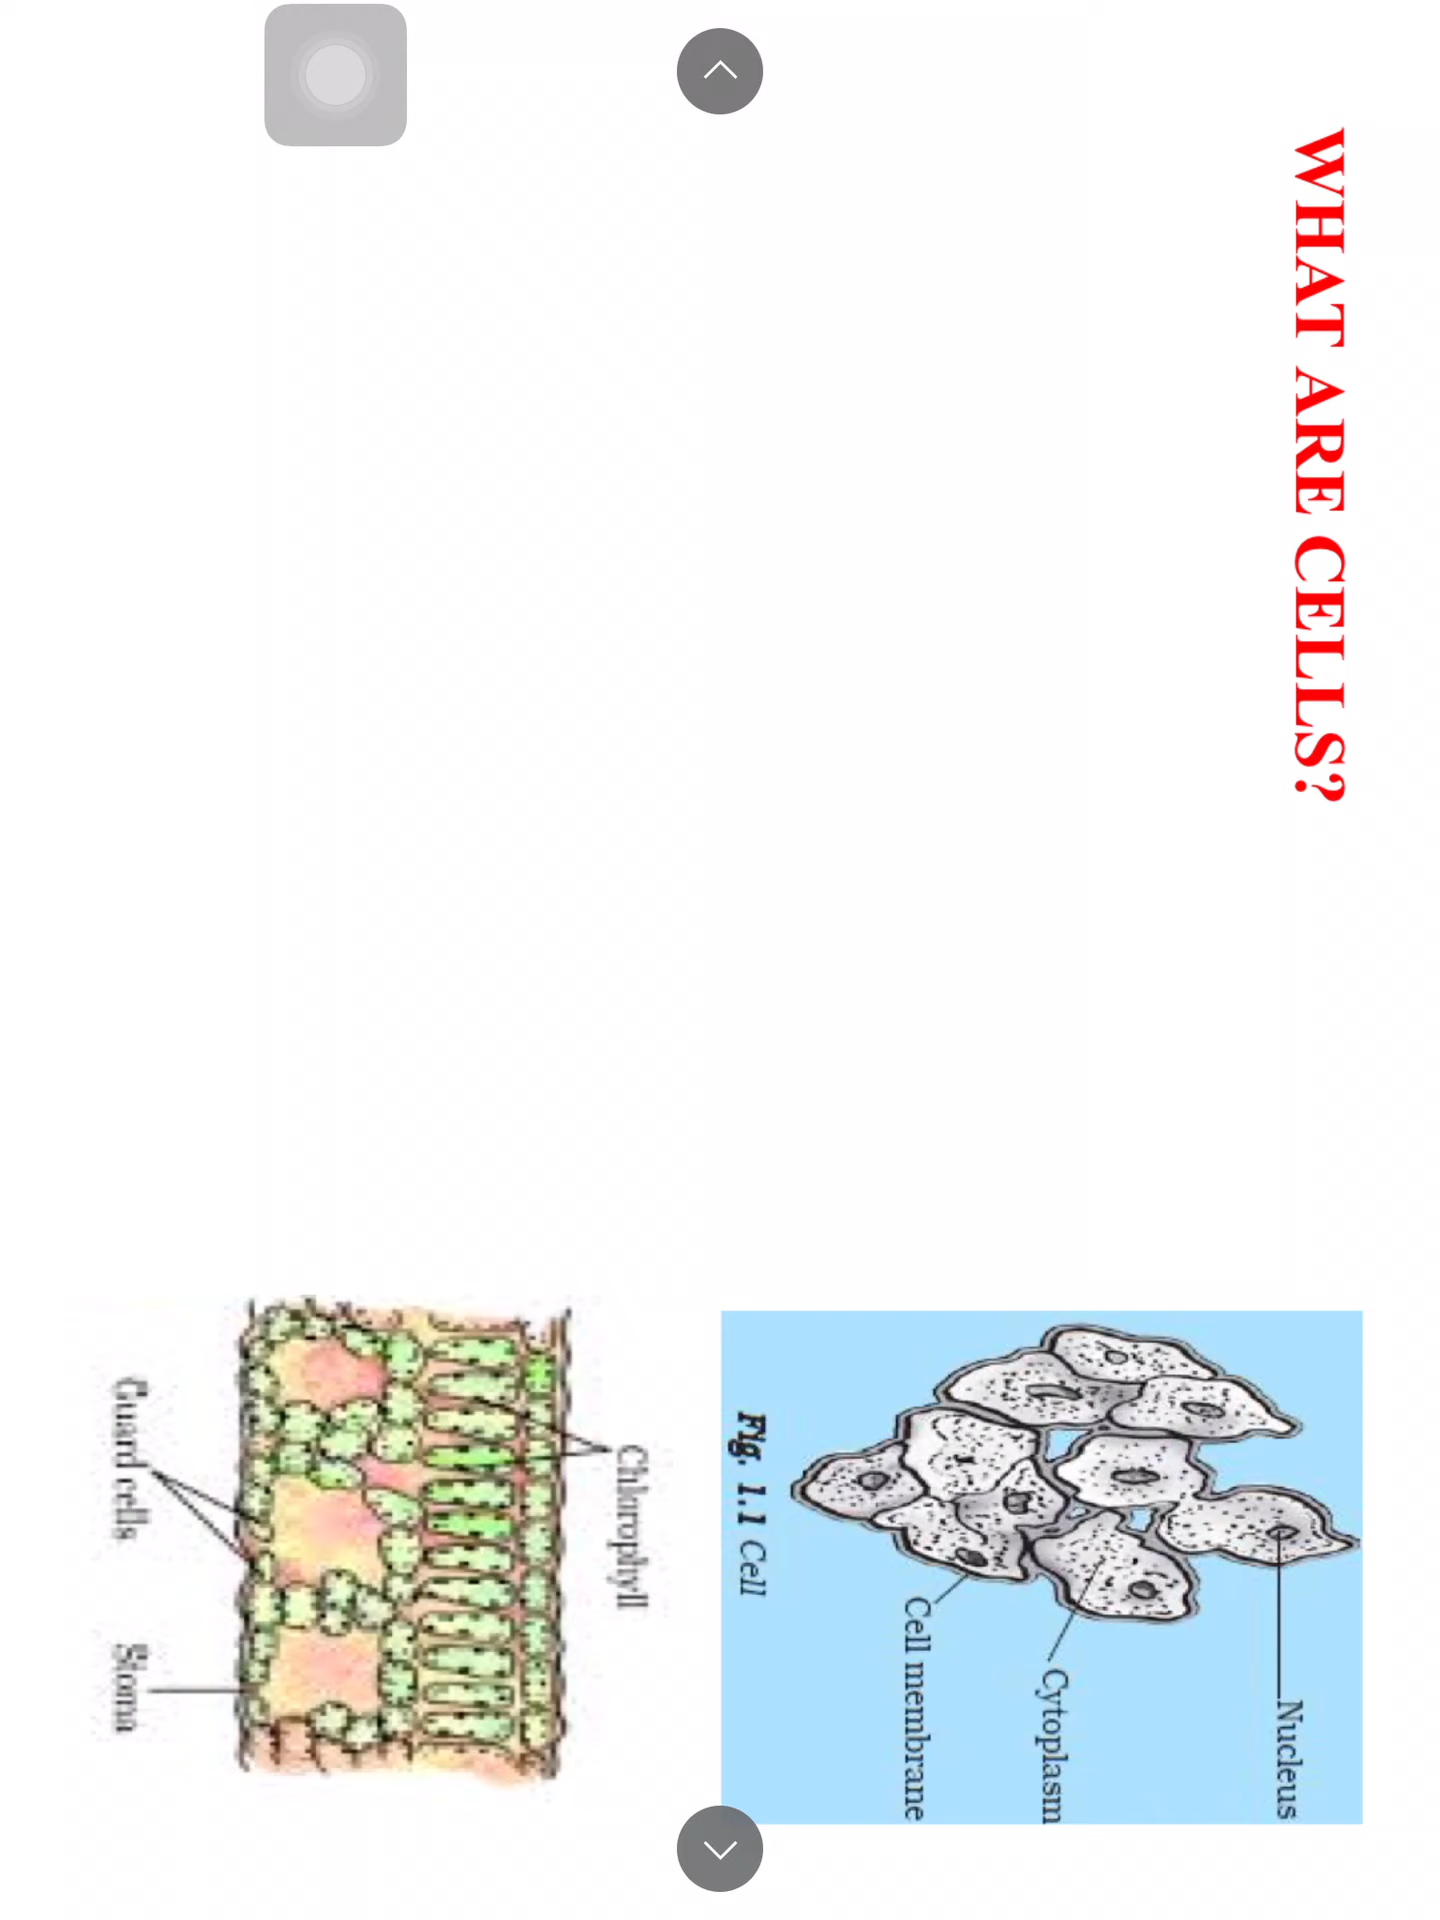 WHAT ARE CELLS?
Nucleus
Cytoplasm
Cell membrane
Fig. 1.1 Cell
Chlorophyll
Guard cells
Stoma